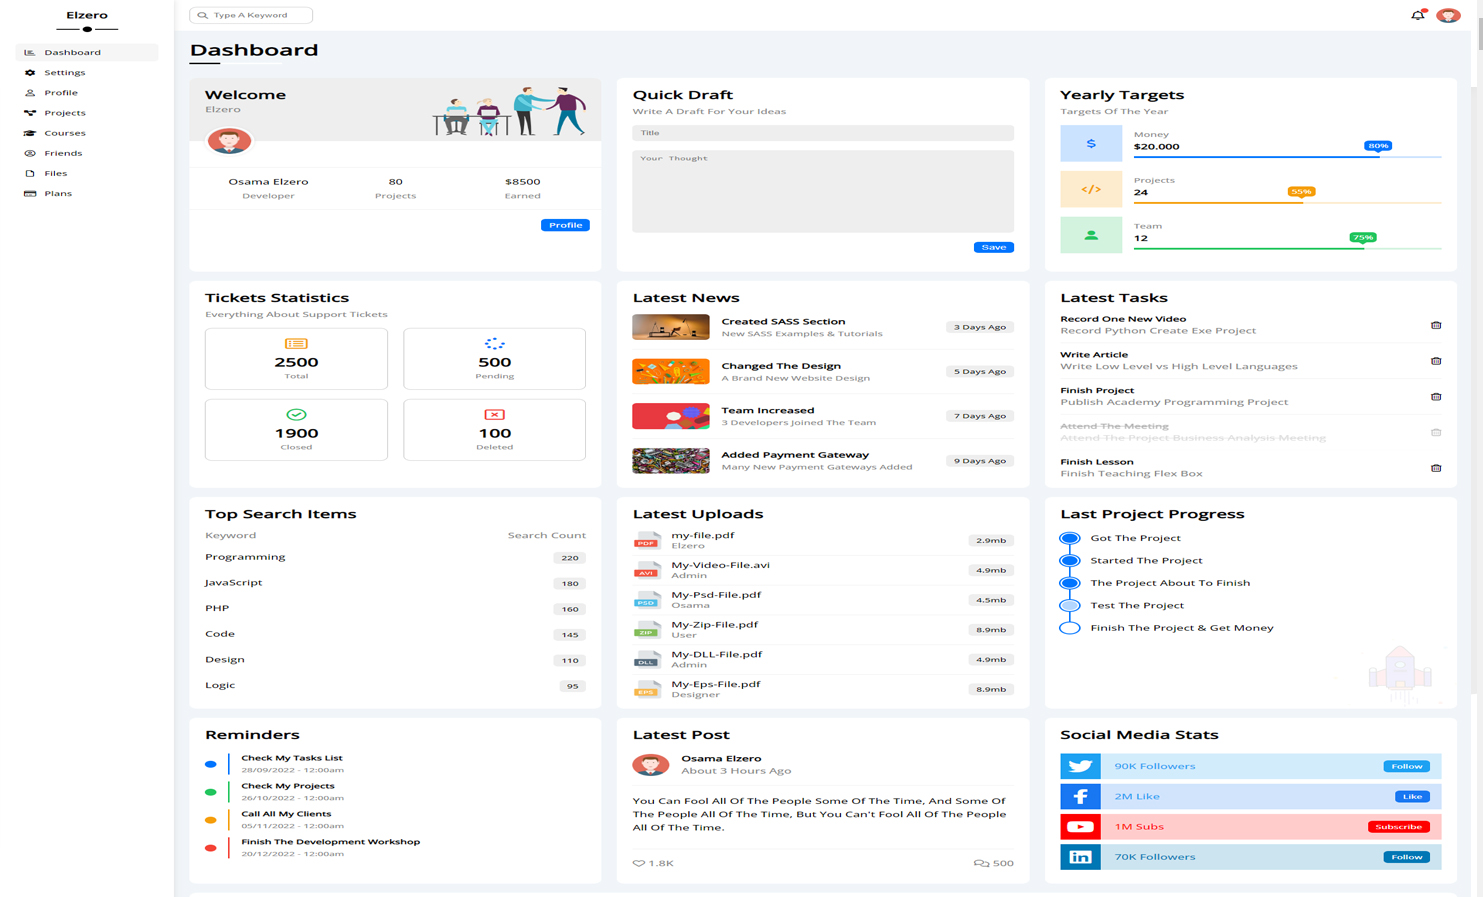 Elzero
Type A Keyword
Dashboard
Settings
Profile
Projects
Courses
Friends
Files
Plans
Dashboard
Welcome
Elzero
Osama Elzero
Developer
80
Projects
$8500
Earned
Profile
Quick Draft
Write A Draft For Your Ideas
Title
Your Thought
Save
Yearly Targets
Targets Of The Year
$
Money
$20.000
80%
</>
Projects
24
55%
Team
12
75%
Tickets Statistics
Everything About Support Tickets
2500
Total
500
Pending
1900
Closed
100
Deleted
Latest News
Created SASS Section
New SASS Examples & Tutorials
3 Days Ago
Changed The Design
A Brand New Website Design
5 Days Ago
Team Increased
3 Developers Joined The Team
7 Days Ago
Added Payment Gateway
Many New Payment Gateways Added
9 Days Ago
Latest Tasks
Record One New Video
Record Python Create Exe Project
Write Article
Write Low Level vs High Level Languages
Finish Project
Publish Academy Programming Project
Attend The Meeting
Attend The Project Business Analysis Meeting
Finish Lesson
Finish Teaching Flex Box
Top Search Items
Keyword Search Count
Programming 220
JavaScript 180
PHP 160
Code 145
Design 110
Logic 95
Latest Uploads
PDF
my-file.pdf
Elzero
2.9mb
AVI
My-Video-File.avi
Admin
4.9mb
PSD
My-Psd-File.pdf
Osama
4.5mb
ZIP
My-Zip-File.pdf
User
8.9mb
DLL
My-DLL-File.pdf
Admin
4.9mb
EPS
My-Eps-File.pdf
Designer
8.9mb
Last Project Progress
Got The Project
Started The Project
The Project About To Finish
Test The Project
Finish The Project & Get Money
Reminders
Check My Tasks List
28/09/2022 - 12:00am
Check My Projects
26/10/2022 - 12:00am
Call All My Clients
05/11/2022 - 12:00am
Finish The Development Workshop
20/12/2022 - 12:00am
Latest Post
Osama Elzero
About 3 Hours Ago
You Can Fool All Of The People Some Of The Time, And Some Of
The People All Of The Time, But You Can't Fool All Of The People
All Of The Time.
1.8K
500
Social Media Stats
90K Followers
Follow
f
2M Like
Like
1M Subs
Subscribe
in
70K Followers
Follow